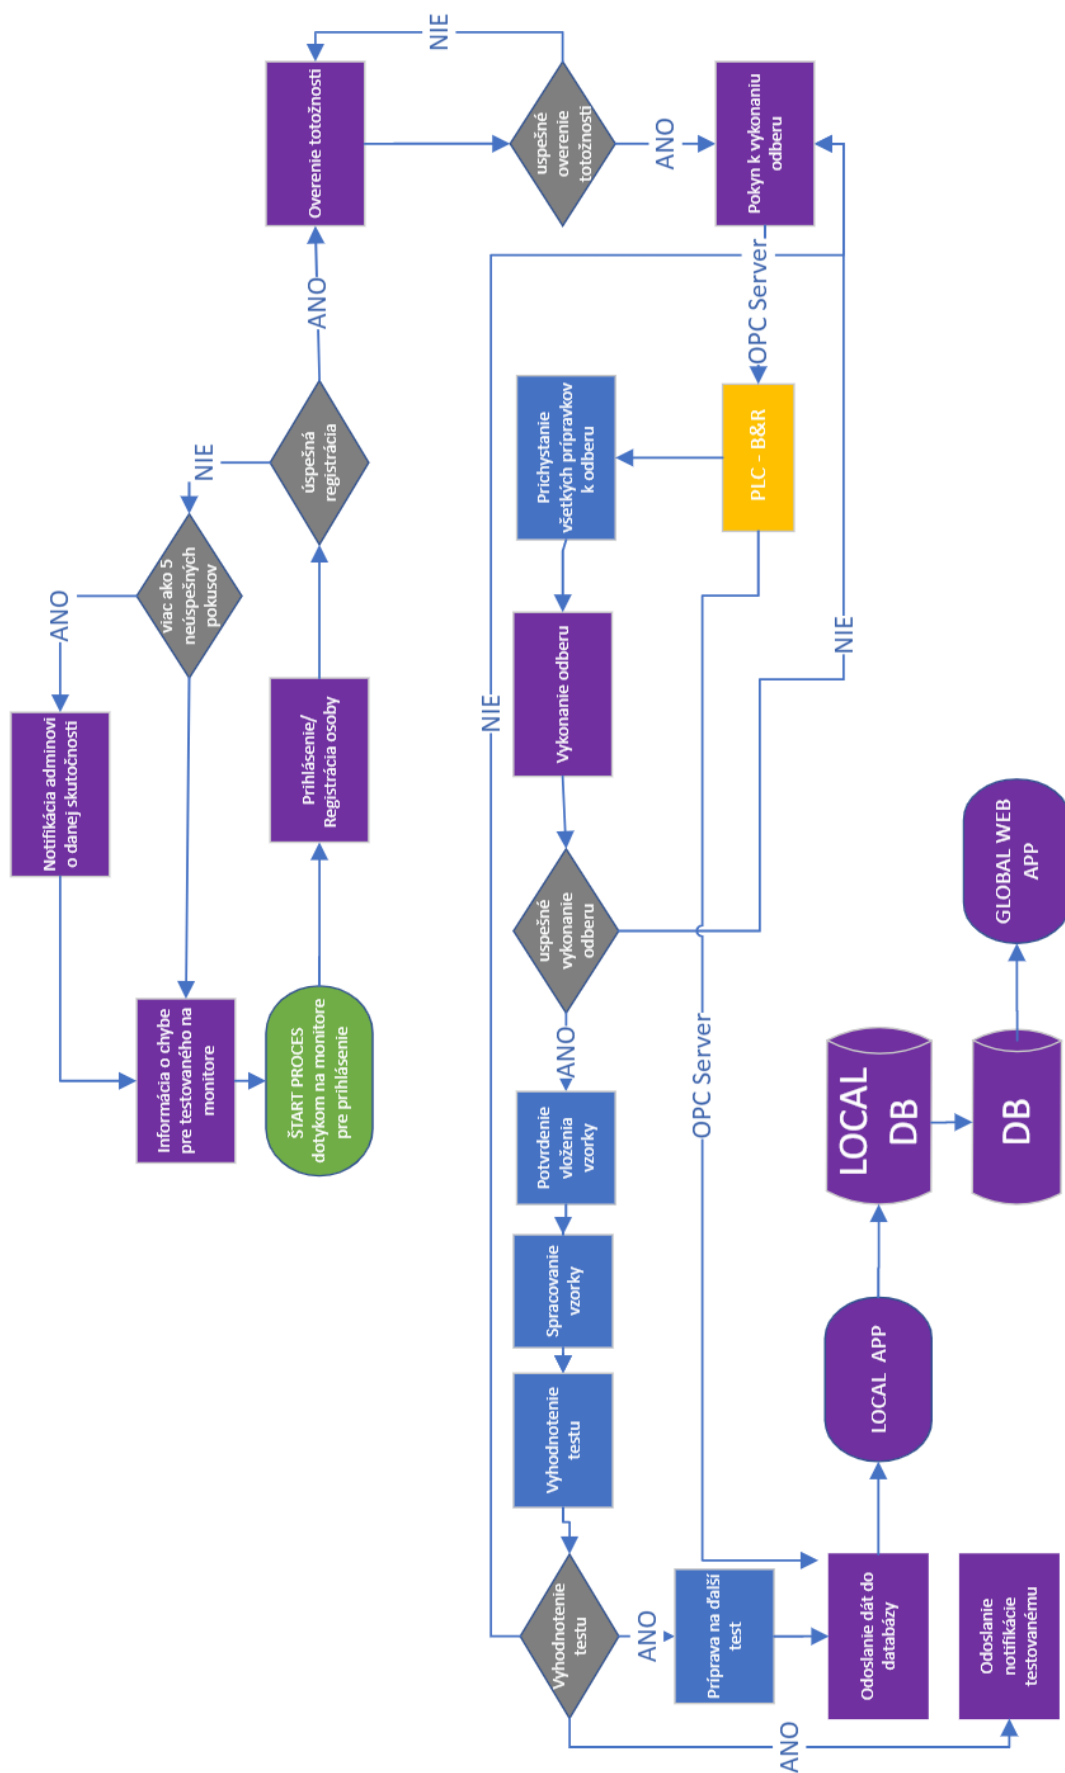 Notifikácia adminovi
o danej skutočnosti
ANO
viac ako 5
neúspešných
pokusov
NIE
Informácia o chybe
pre testovaného na
monitore
ŠTART PROCES
dotykom na monitore
pre prihlásenie
Prihlásenie/
Registrácia osoby
úspešná
registrácia
ANO
Overenie totožnosti
NIE
uspešné
overenie
totožnosti
ANO
Pokyn k vykonaniu
odberu
OPC Server
PLC - B&R
Prichystanie
všetkých prípravkov
k odberu
Vykonanie odberu
uspešné
vykonanie
odberu
NIE
NIE
ANO
Potvrdenie
vloženia
vzorky
Spracovanie
vzorky
Vyhodnotenie
testu
Vyhodnotenie
testu
ANO
Príprava na ďalší
test
OPC Server
Odoslanie dát do
databázy
ANO
Odoslanie
notifikácie
testovanému
LOCAL APP
LOCAL
DB
DB
GLOBAL WEB
APP